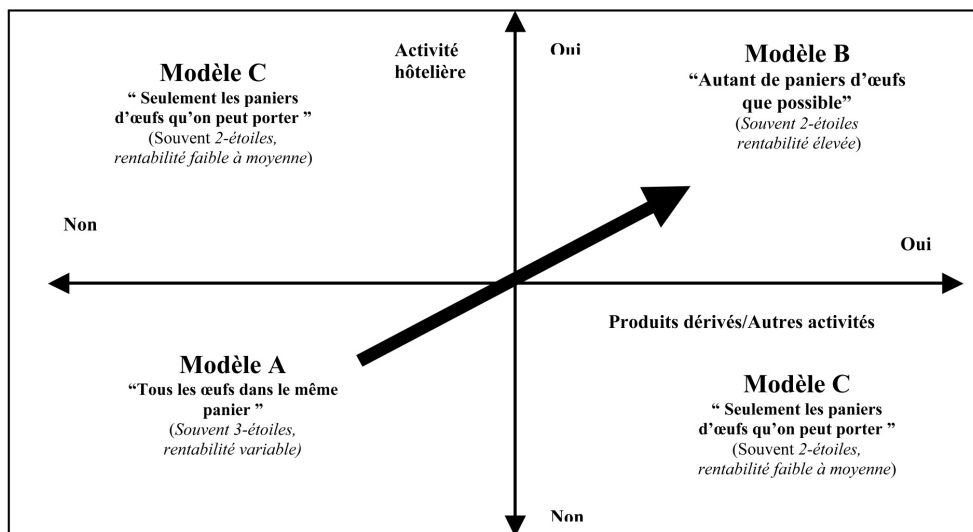 Activité
hôtelière
Oui
Modèle C
“ Seulement les paniers
d’œufs qu’on peut porter ”
(Souvent 2-étoiles,
rentabilité faible à moyenne)
Modèle B
“Autant de paniers d’œufs
que possible”
(Souvent 2-étoiles
rentabilité élevée)
Non
Oui
Produits dérivés/Autres activités
Modèle A
“Tous les œufs dans le même
panier ”
(Souvent 3-étoiles,
rentabilité variable)
Modèle C
“ Seulement les paniers
d’œufs qu’on peut porter ”
(Souvent 2-étoiles,
rentabilité faible à moyenne)
Non